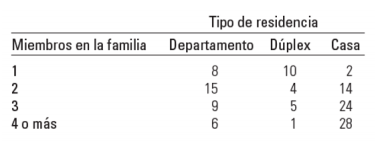 Tipo de residencia
Miembros en la familia Departamento Dúplex Casa
1 8 10 2
2 15 4 14
3 9 5 24
4 o más 6 1 28